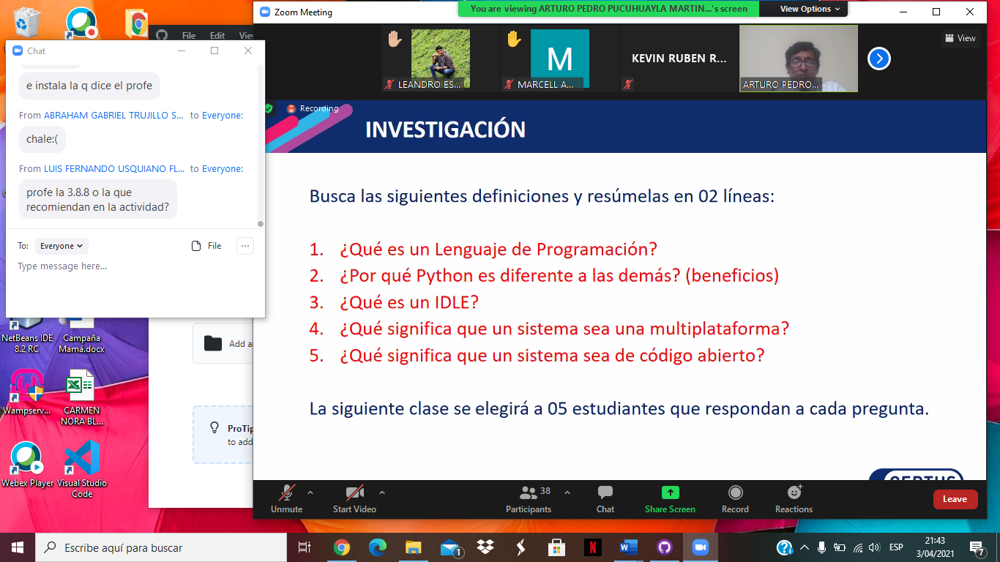 Zoom Meeting
You are viewing ARTURO PEDRO PUCUHUAYLA MARTIN...'s screen
View Options
File Edit View
Chat
e instala la q dice el profe
From ABRAHAM GABRIEL TRUJILLO S... to Everyone:
chale:(
From LUIS FERNANDO USQUIANO FL... to Everyone:
profe la 3.8.8 o la que
recomiendan en la actividad?
To: Everyone
File
Type message here...
LEANDRO ES...
M
MARCELL A...
KEVIN RUBEN R...
ARTURO PEDRO...
View
Recording
INVESTIGACIÓN
Busca las siguientes definiciones y resúmelas en 02 líneas:
1. ¿Qué es un Lenguaje de Programación?
2. ¿Por qué Python es diferente a las demás? (beneficios)
3. ¿Qué es un IDLE?
4. ¿Qué significa que un sistema sea una multiplataforma?
5. ¿Qué significa que un sistema sea de código abierto?
La siguiente clase se elegirá a 05 estudiantes que respondan a cada pregunta.
CERTUS
NetBeans IDE
8.2 RC
Campaña
Mamá.docx
Wampserv...
CARMEN
NORA BL...
Webex Player
Visual Studio
Code
Add
ProTip
to add
Unmute
Start Video
38
Participants
Chat
Share Screen
Record
Reactions
Leave
Escribe aquí para buscar
1
ESP
21:43
3/04/2021
7